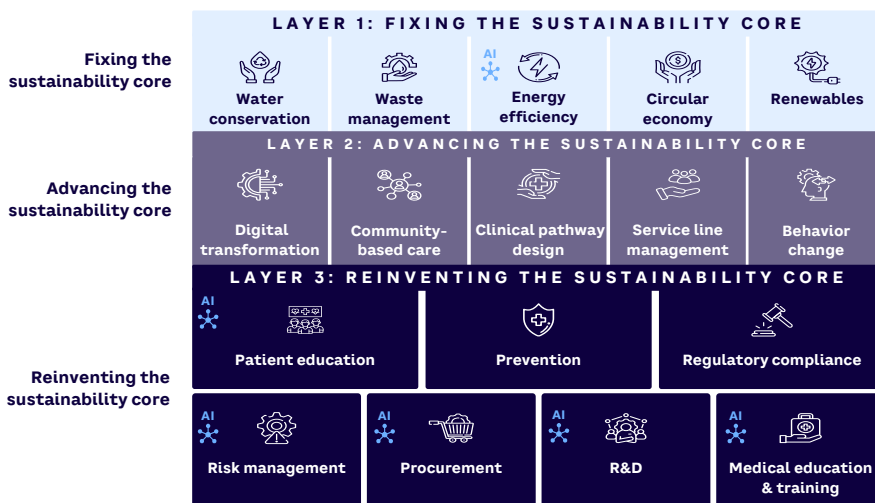 LAYER 1: FIXING THE SUSTAINABILITY CORE
Fixing the
sustainability core
AI
Water
conservation
Waste
management
Energy
efficiency
Circular
economy
Renewables
LAYER 2: ADVANCING THE SUSTAINABILITY CORE
Advancing the
sustainability core
Digital
transformation
Community-
based care
Clinical pathway
design
Service line
management
Behavior
change
LAYER 3: REINVENTING THE SUSTAINABILITY CORE
Reinventing the
sustainability core
AI
Patient education
Prevention
Regulatory compliance
AI
Risk management
AI
Procurement
AI
R&D
AI
Medical education
& training